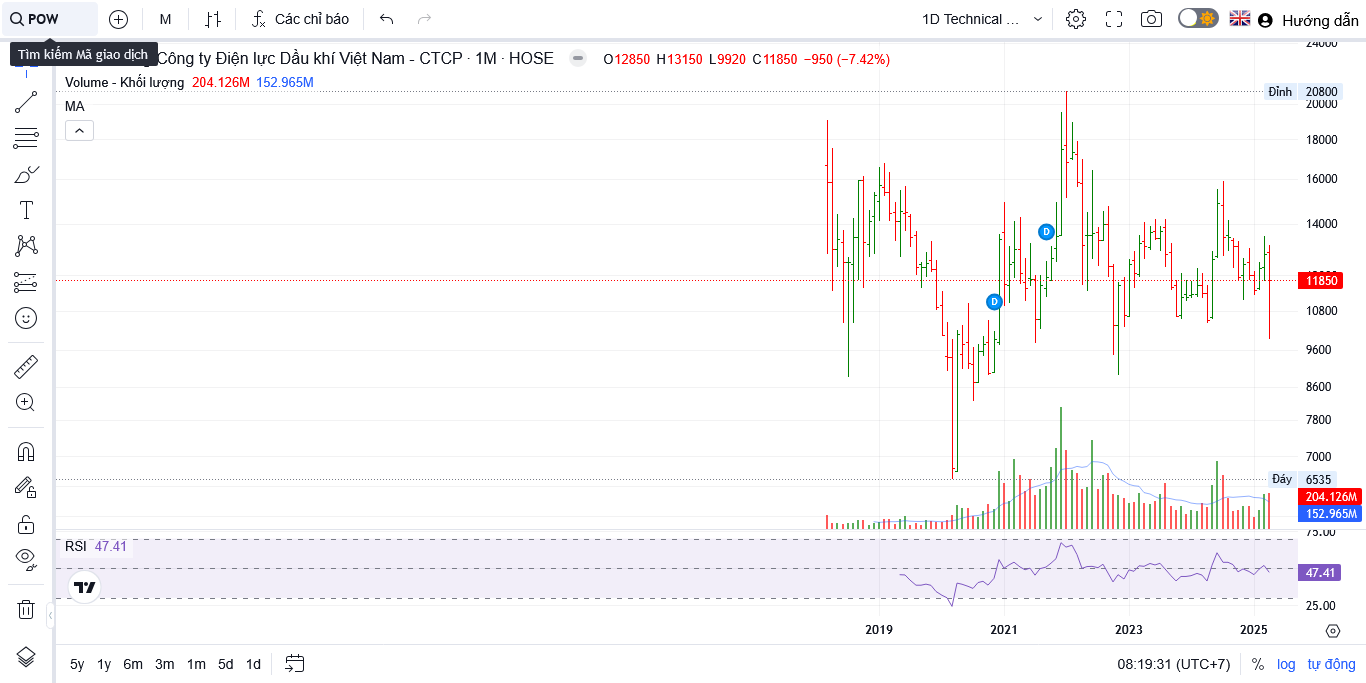 POW
M
Các chỉ báo
1D Technical ...
Hướng dẫn
Tìm kiếm Mã giao dịch
Công ty Điện lực Dầu khí Việt Nam - CTCP · 1M · HOSE
O12850 H13150 L9920 C11850 −950 (−7.42%)
Volume - Khối lượng 204.126M 152.965M
MA
24000
Đỉnh 20800
20000
18000
16000
14000
11850
10800
9600
8600
7800
7000
Đáy 6535
204.126M
152.965M
D
D
RSI 47.41
75.00
47.41
25.00
2019 2021 2023 2025
5y 1y 6m 3m 1m 5d 1d
08:19:31 (UTC+7) % log tự động